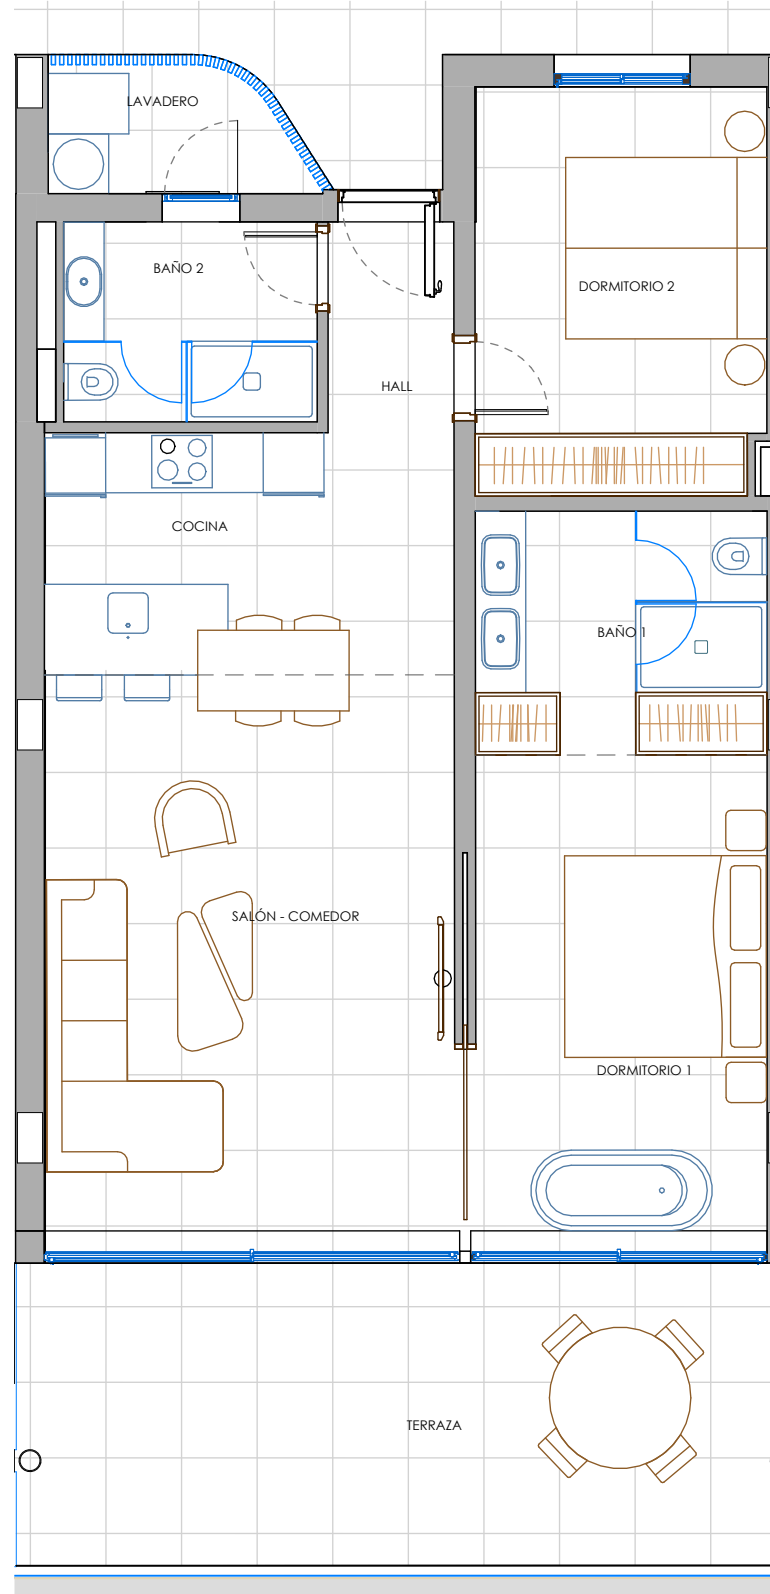 LAVADERO
BAÑO 2
DORMITORIO 2
HALL
COCINA
BAÑO 1
SALÓN - COMEDOR
DORMITORIO 1
TERRAZA